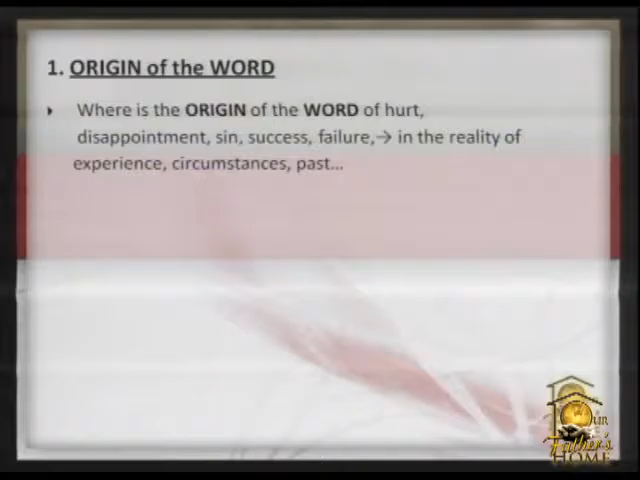 1. ORIGIN of the WORD
Where is the ORIGIN of the WORD of hurt,
disappointment, sin, success, failure,→ in the reality of
experience, circumstances, past...
Our
Father's
HOME